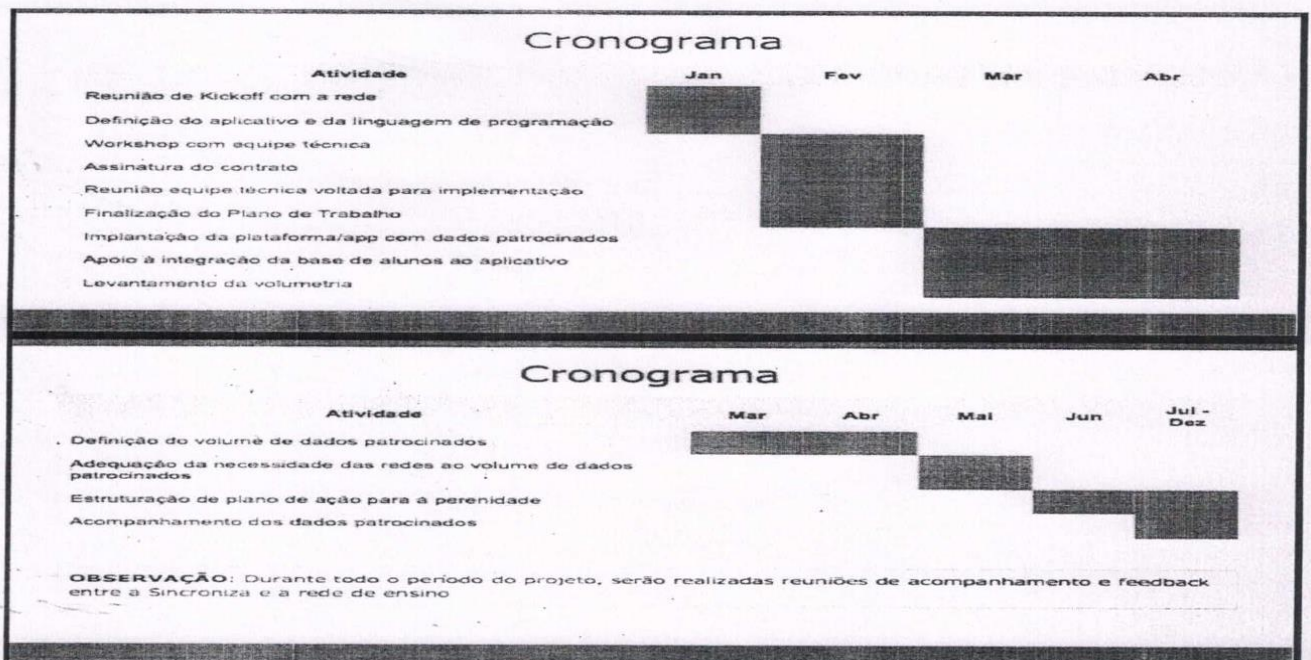 Cronograma
Atividade Jan Fev Mar Abr
Reunião de Kickoff com a rede
Definição do aplicativo e da linguagem de programação
Workshop com equipe técnica
Assinatura do contrato
Reunião equipe técnica voltada para implementação
Finalização do Plano de Trabalho
Implantação da plataforma/app com dados patrocinados
Apoio à integração da base de alunos ao aplicativo
Levantamento da volumetria
Cronograma
Atividade Mar Abr Mai Jun Jul -
Dez
Definição do volume de dados patrocinados
Adequação da necessidade das redes ao volume de dados
patrocinados
Estruturação de plano de ação para a perenidade
Acompanhamento dos dados patrocinados
OBSERVAÇÃO: Durante todo o período do projeto, serão realizadas reuniões de acompanhamento e feedback
entre a Sincroniza e a rede de ensino